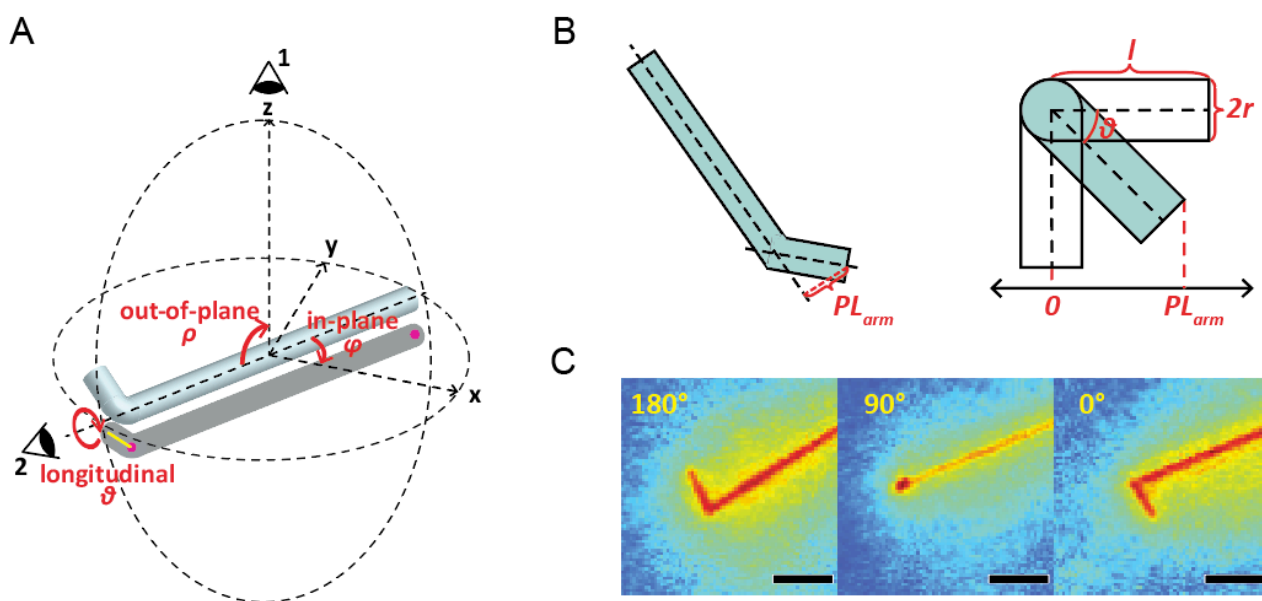 A
1
z
y
out-of-plane
ρ
in-plane
φ
x
2
longitudinal
ϑ
B
l
2r
ϑ
PLarm
0
PLarm
C
180°
90°
0°